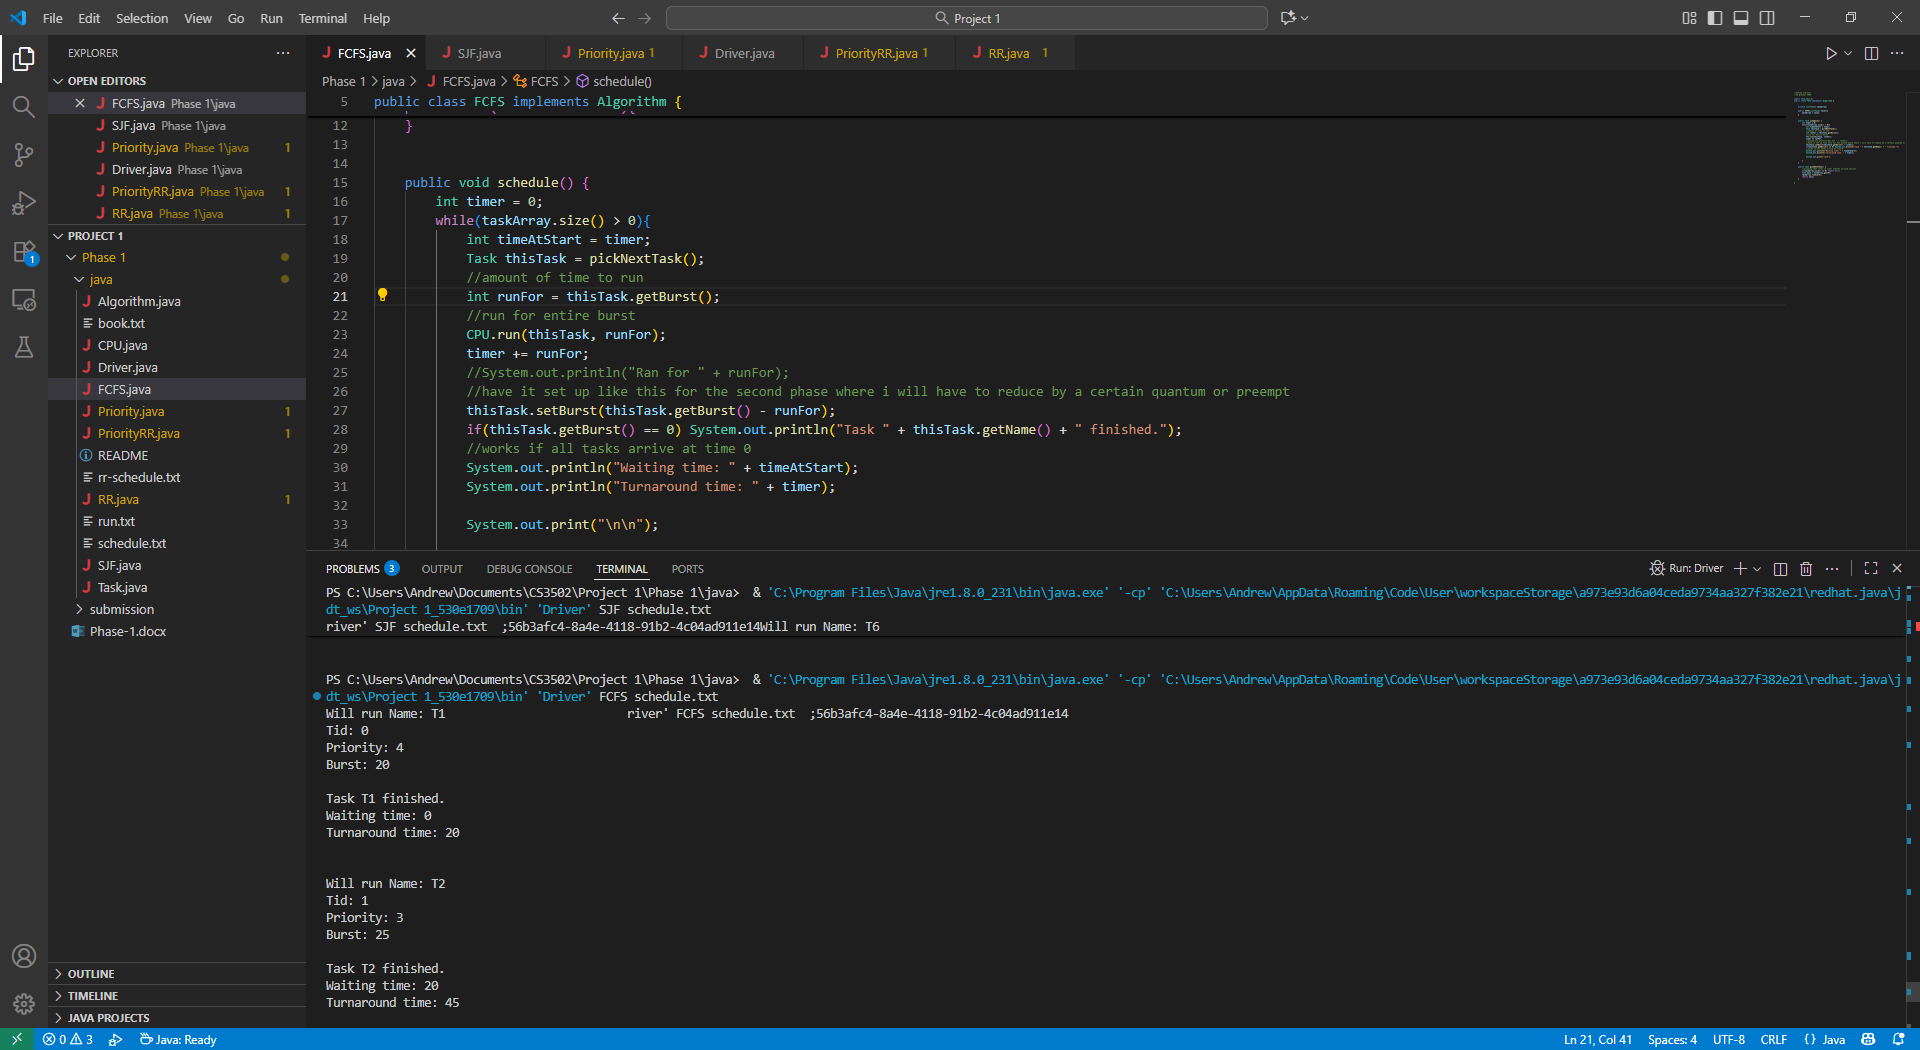 File Edit Selection View Go Run Terminal Help
Project 1
EXPLORER
OPEN EDITORS
FCFS.java Phase 1\java
SJF.java Phase 1\java
Priority.java Phase 1\java 1
Driver.java Phase 1\java
PriorityRR.java Phase 1\java 1
RR.java Phase 1\java 1
PROJECT 1
Phase 1
java
Algorithm.java
book.txt
CPU.java
Driver.java
FCFS.java
Priority.java 1
PriorityRR.java 1
README
rr-schedule.txt
RR.java 1
run.txt
schedule.txt
SJF.java
Task.java
submission
Phase-1.docx
OUTLINE
TIMELINE
JAVA PROJECTS
1
FCFS.java SJF.java Priority.java 1 Driver.java PriorityRR.java 1 RR.java 1
Phase 1 > java > FCFS.java > FCFS > schedule()
5 public class FCFS implements Algorithm {
12 }
13
14
15 public void schedule() {
16 int timer = 0;
17 while(taskArray.size() > 0){
18 int timeAtStart = timer;
19 Task thisTask = pickNextTask();
20 //amount of time to run
21 int runFor = thisTask.getBurst();
22 //run for entire burst
23 CPU.run(thisTask, runFor);
24 timer += runFor;
25 //System.out.println("Ran for " + runFor);
26 //have it set up like this for the second phase where i will have to reduce by a certain quantum or preempt
27 thisTask.setBurst(thisTask.getBurst() - runFor);
28 if(thisTask.getBurst() == 0) System.out.println("Task " + thisTask.getName() + " finished.");
29 //works if all tasks arrive at time 0
30 System.out.println("Waiting time: " + timeAtStart);
31 System.out.println("Turnaround time: " + timer);
32
33 System.out.print("\n\n");
34
PROBLEMS 3 OUTPUT DEBUG CONSOLE TERMINAL PORTS
Run: Driver
PS C:\Users\Andrew\Documents\CS3502\Project 1\Phase 1\java> & 'C:\Program Files\Java\jre1.8.0_231\bin\java.exe' '-cp' 'C:\Users\Andrew\AppData\Roaming\Code\User\workspaceStorage\a973e93d6a04ceda9734aa327f382e21\redhat.java\j
dt_ws\Project 1_530e1709\bin' 'Driver' SJF schedule.txt
river' SJF schedule.txt ;56b3afc4-8a4e-4118-91b2-4c04ad911e14Will run Name: T6
PS C:\Users\Andrew\Documents\CS3502\Project 1\Phase 1\java> & 'C:\Program Files\Java\jre1.8.0_231\bin\java.exe' '-cp' 'C:\Users\Andrew\AppData\Roaming\Code\User\workspaceStorage\a973e93d6a04ceda9734aa327f382e21\redhat.java\j
dt_ws\Project 1_530e1709\bin' 'Driver' FCFS schedule.txt
Will run Name: T1 river' FCFS schedule.txt ;56b3afc4-8a4e-4118-91b2-4c04ad911e14
Tid: 0
Priority: 4
Burst: 20
Task T1 finished.
Waiting time: 0
Turnaround time: 20
Will run Name: T2
Tid: 1
Priority: 3
Burst: 25
Task T2 finished.
Waiting time: 20
Turnaround time: 45
0 3 Java: Ready
Ln 21, Col 41 Spaces: 4 UTF-8 CRLF {} Java